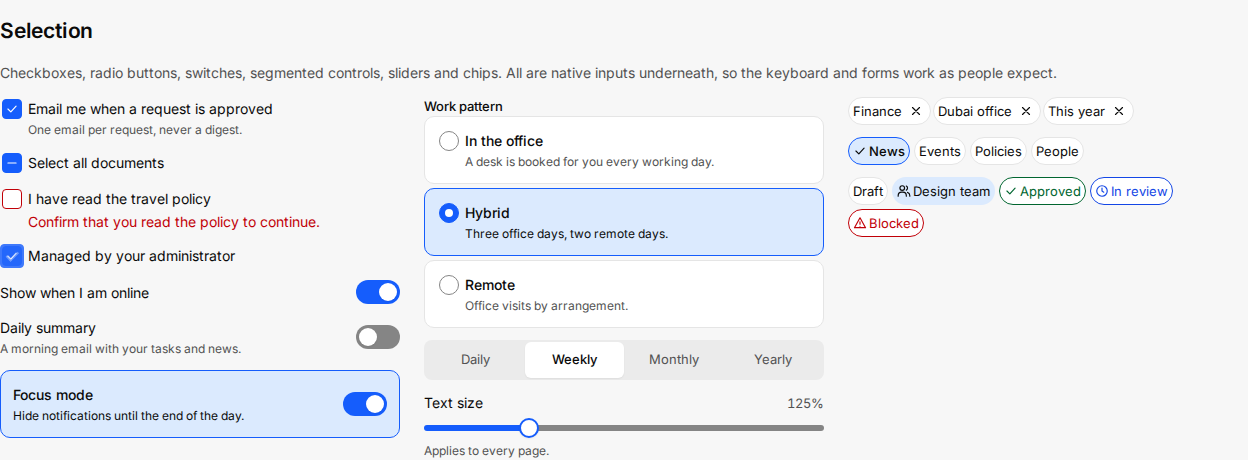 Selection
Checkboxes, radio buttons, switches, segmented controls, sliders and chips. All are native inputs underneath, so the keyboard and forms work as people expect.
Email me when a request is approved
One email per request, never a digest.
Select all documents
I have read the travel policy
Confirm that you read the policy to continue.
Managed by your administrator
Show when I am online
Daily summary
A morning email with your tasks and news.
Focus mode
Hide notifications until the end of the day.
Work pattern
In the office
A desk is booked for you every working day.
Hybrid
Three office days, two remote days.
Remote
Office visits by arrangement.
Daily Weekly Monthly Yearly
Text size 125%
Applies to every page.
Finance Dubai office This year
News Events Policies People
Draft Design team Approved In review
Blocked